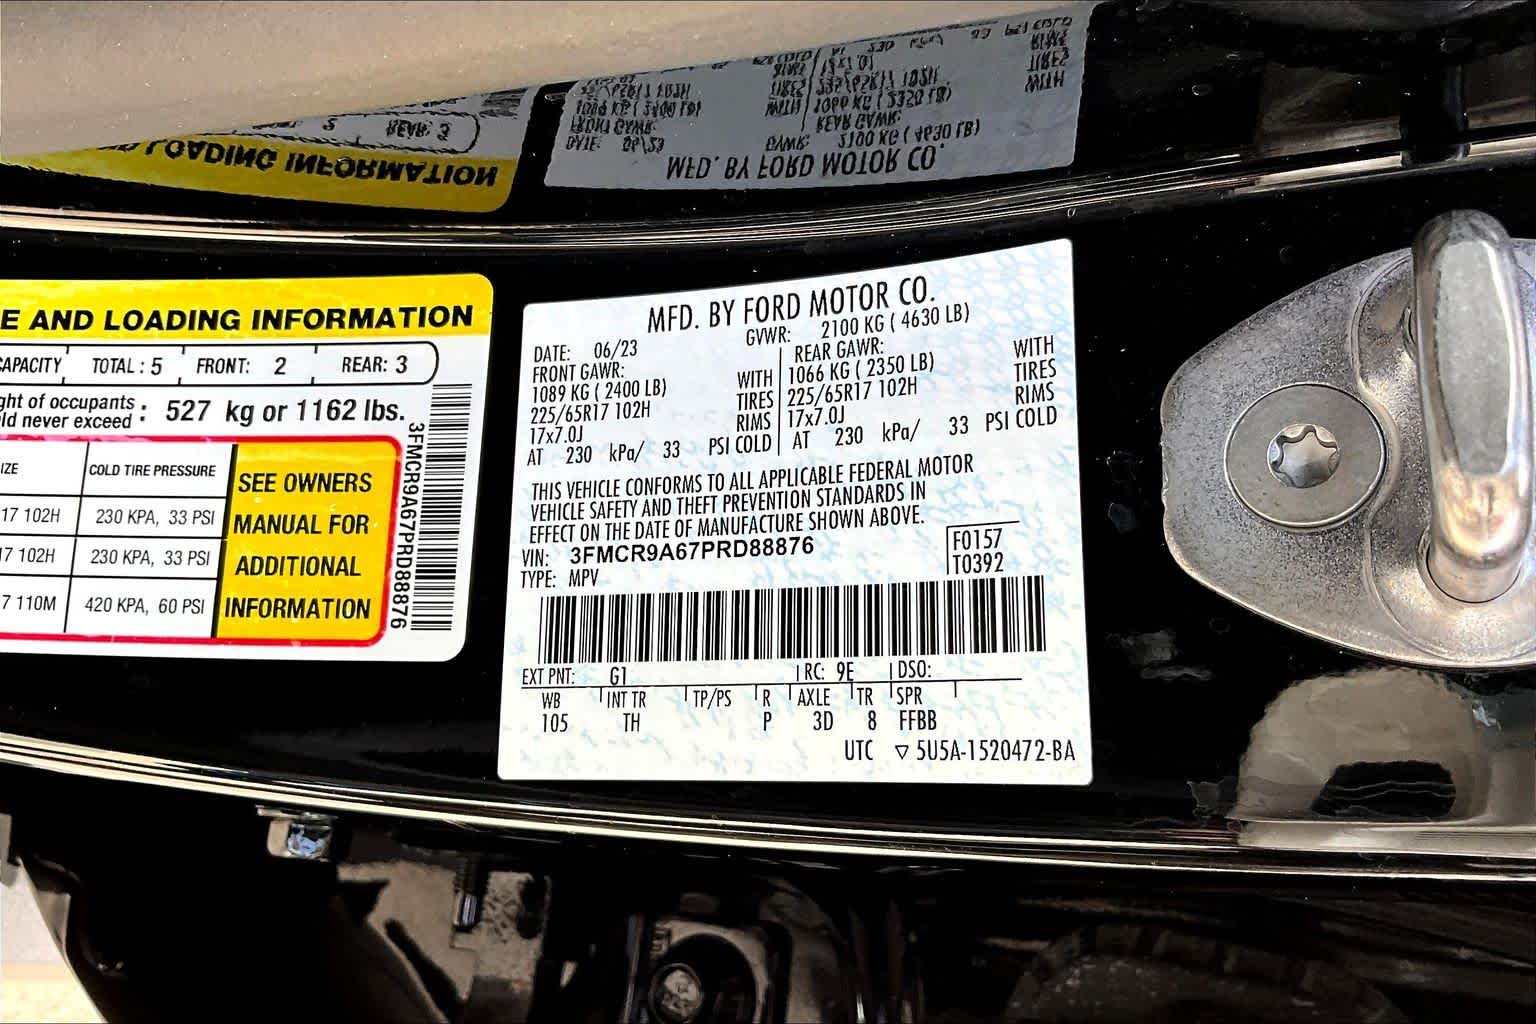 E AND LOADING INFORMATION
CAPACITY TOTAL: 5 FRONT: 2 REAR: 3
ght of occupants
ld never exceed : 527 kg or 1162 lbs.
IZE COLD TIRE PRESSURE
17 102H 230 KPA, 33 PSI
17 102H 230 KPA, 33 PSI
7 110M 420 KPA, 60 PSI
SEE OWNERS
MANUAL FOR
ADDITIONAL
INFORMATION
3FMCR9A67PRD88876
MFD. BY FORD MOTOR CO.
DATE: 06/23 GVWR: 2100 KG ( 4630 LB)
FRONT GAWR:
1089 KG ( 2400 LB) WITH
225/65R17 102H TIRES
17x7.0J RIMS
AT 230 kPa/ 33 PSI COLD
REAR GAWR: WITH
1066 KG ( 2350 LB) TIRES
225/65R17 102H RIMS
17x7.0J
AT 230 kPa/ 33 PSI COLD
THIS VEHICLE CONFORMS TO ALL APPLICABLE FEDERAL MOTOR
VEHICLE SAFETY AND THEFT PREVENTION STANDARDS IN
EFFECT ON THE DATE OF MANUFACTURE SHOWN ABOVE.
VIN: 3FMCR9A67PRD88876
TYPE: MPV
F0157
T0392
EXT PNT: G1 RC: 9E DSO:
WB INT TR TP/PS R AXLE TR SPR
105 TH P 3D 8 FFBB
UTC ▽ 5U5A-1520472-BA